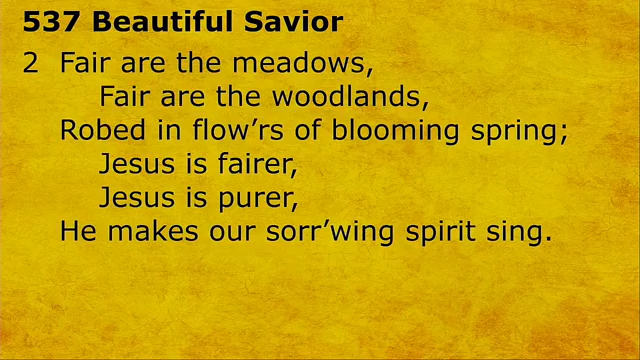 537 Beautiful Savior
2 Fair are the meadows,
Fair are the woodlands,
Robed in flow’rs of blooming spring;
Jesus is fairer,
Jesus is purer,
He makes our sorr’wing spirit sing.